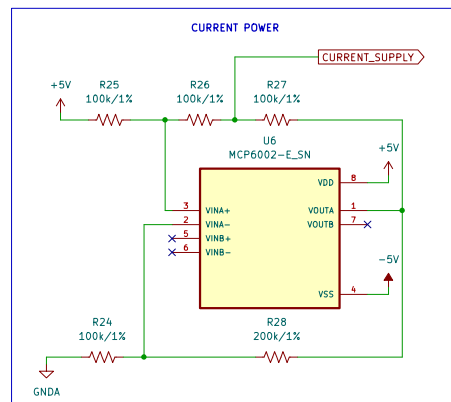 CURRENT POWER
CURRENT_SUPPLY
+5V
R25
100k/1%
R26
100k/1%
R27
100k/1%
U6
MCP6002-E_SN
+5V
VDD 8
3 VINA+
VOUTA 1
2 VINA-
VOUTB 7
5 VINB+
6 VINB-
-5V
VSS 4
R24
100k/1%
R28
200k/1%
GNDA